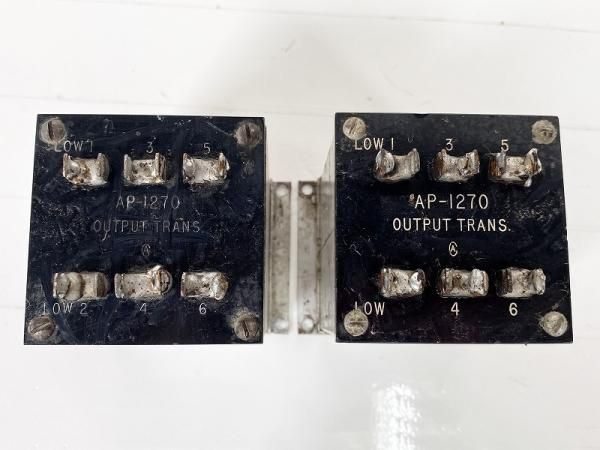 LOW 1 3 5
AP-1270
OUTPUT TRANS.
LOW 2 4 6
LOW 1 3 5
AP-1270
OUTPUT TRANS.
A
LOW 4 6